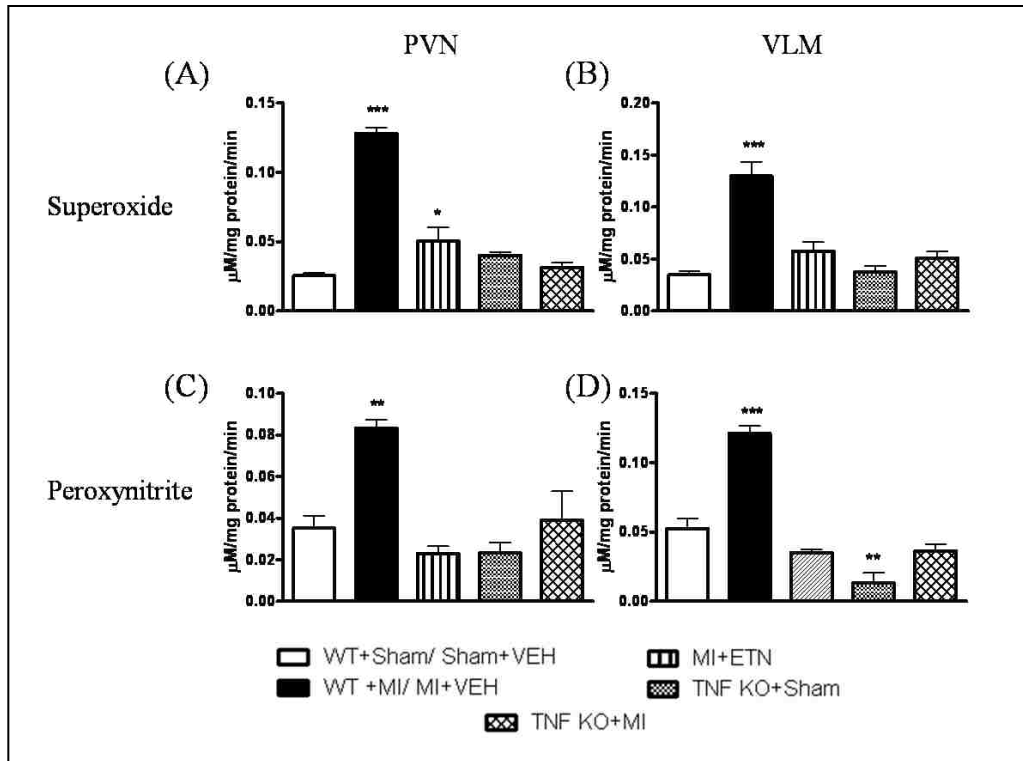 PVN VLM
(A) (B)
*** ***
*
Superoxide
μM/mg protein/min μM/mg protein/min
0.15 0.20
0.10 0.15
0.05 0.10
0.00 0.05
0.00
(C) (D)
** ***
**
Peroxynitrite
μM/mg protein/min μM/mg protein/min
0.10 0.15
0.08 0.10
0.06 0.05
0.04 0.00
0.02
0.00
WT+Sham/ Sham+VEH MI+ETN
WT +MI/ MI+VEH TNF KO+Sham
TNF KO+MI